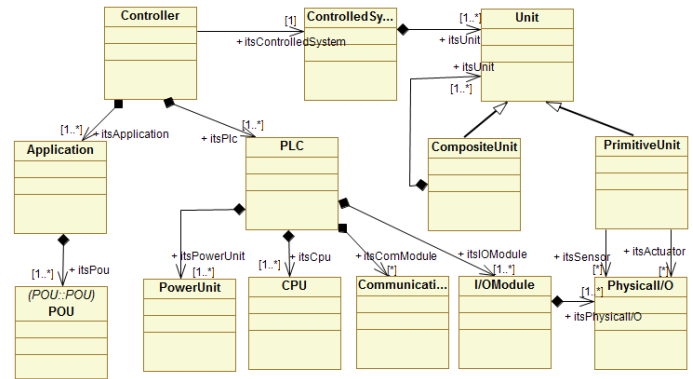 Controller
ControlledSy...
Unit
[1]
+ itsControlledSystem
[1..*]
+ itsUnit
+ itsUnit
[1..*]
[1..*]
+ itsApplication
[1..*]
+ itsPlc
Application
PLC
CompositeUnit
PrimitiveUnit
[1..*]
+ itsPou
+ itsPowerUnit
[1..*]
+ itsCpu
[1..*]
+ itsComModule
[*]
+ itsIOModule
[1..*]
+ itsSensor
[*]
+ itsActuator
[*]
(POU::POU)
POU
PowerUnit
CPU
Communicati...
I/OModule
[1..*]
+ itsPhysicalI/O
PhysicalI/O